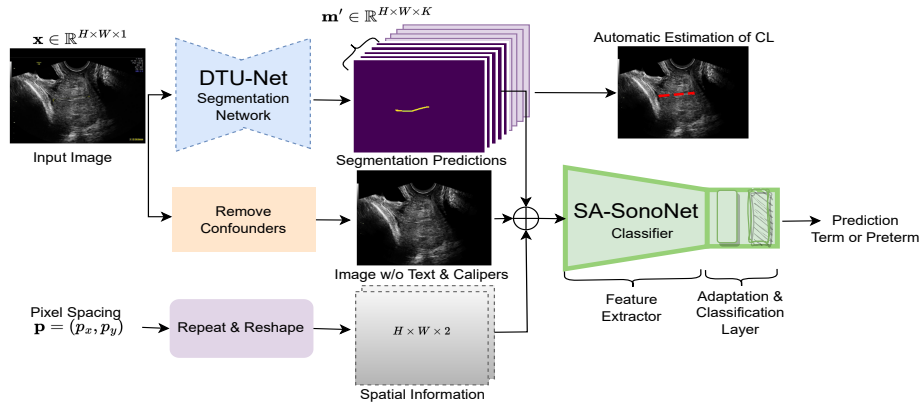 𝐱 ∈ ℝ^{H×W×1}
Input Image
DTU-Net
Segmentation
Network
𝐦′ ∈ ℝ^{H×W×K}
Segmentation Predictions
Automatic Estimation of CL
Remove
Confounders
Image w/o Text & Calipers
SA-SonoNet
Classifier
Prediction
Term or Preterm
Feature
Extractor
Adaptation &
Classification
Layer
Pixel Spacing
𝐩 = (p_x, p_y)
Repeat & Reshape
H × W × 2
Spatial Information